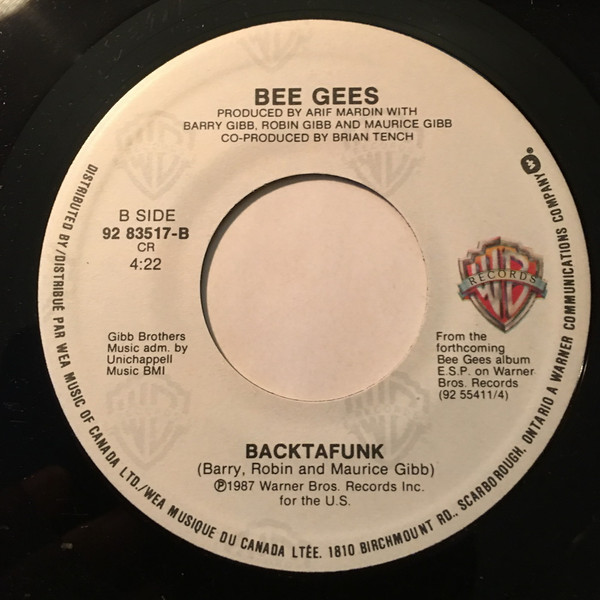 BEE GEES
PRODUCED BY ARIF MARDIN WITH
BARRY GIBB, ROBIN GIBB AND MAURICE GIBB
CO-PRODUCED BY BRIAN TENCH
B SIDE
92 83517-B
CR
4:22
WB
RECORDS
Gibb Brothers
Music adm. by
Unichappell
Music BMI
From the
forthcoming
Bee Gees album
E.S.P. on Warner
Bros. Records
(92 55411/4)
BACKTAFUNK
(Barry, Robin and Maurice Gibb)
℗1987 Warner Bros. Records Inc.
for the U.S.
DISTRIBUTED BY/DISTRIBUÉ PAR WEA MUSIC OF CANADA LTD./WEA MUSIQUE DU CANADA LTÉE. 1810 BIRCHMOUNT RD., SCARBOROUGH, ONTARIO A WARNER COMMUNICATIONS COMPANY